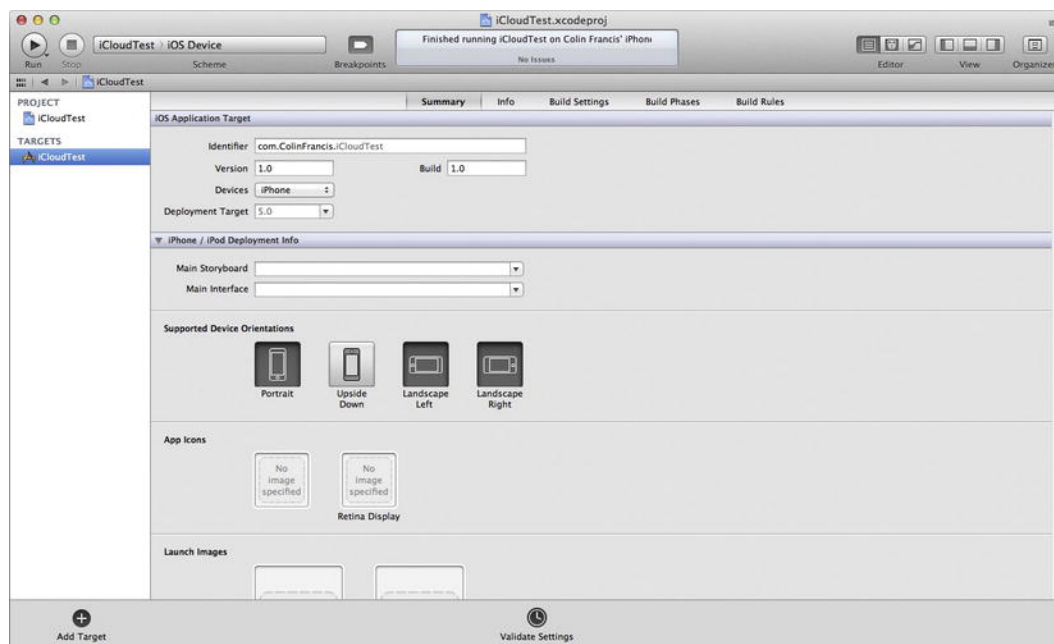 iCloudTest.xcodeproj
iCloudTest › iOS Device
Finished running iCloudTest on Colin Francis' iPhone
No Issues
Run Stop Scheme Breakpoints Editor View Organizer
iCloudTest
PROJECT
iCloudTest
TARGETS
iCloudTest
Summary Info Build Settings Build Phases Build Rules
iOS Application Target
Identifier com.ColinFrancis.iCloudTest
Version 1.0 Build 1.0
Devices iPhone
Deployment Target 5.0
iPhone / iPod Deployment Info
Main Storyboard
Main Interface
Supported Device Orientations
Portrait Upside Down Landscape Left Landscape Right
App Icons
No image specified
No image specified
Retina Display
Launch Images
Add Target Validate Settings